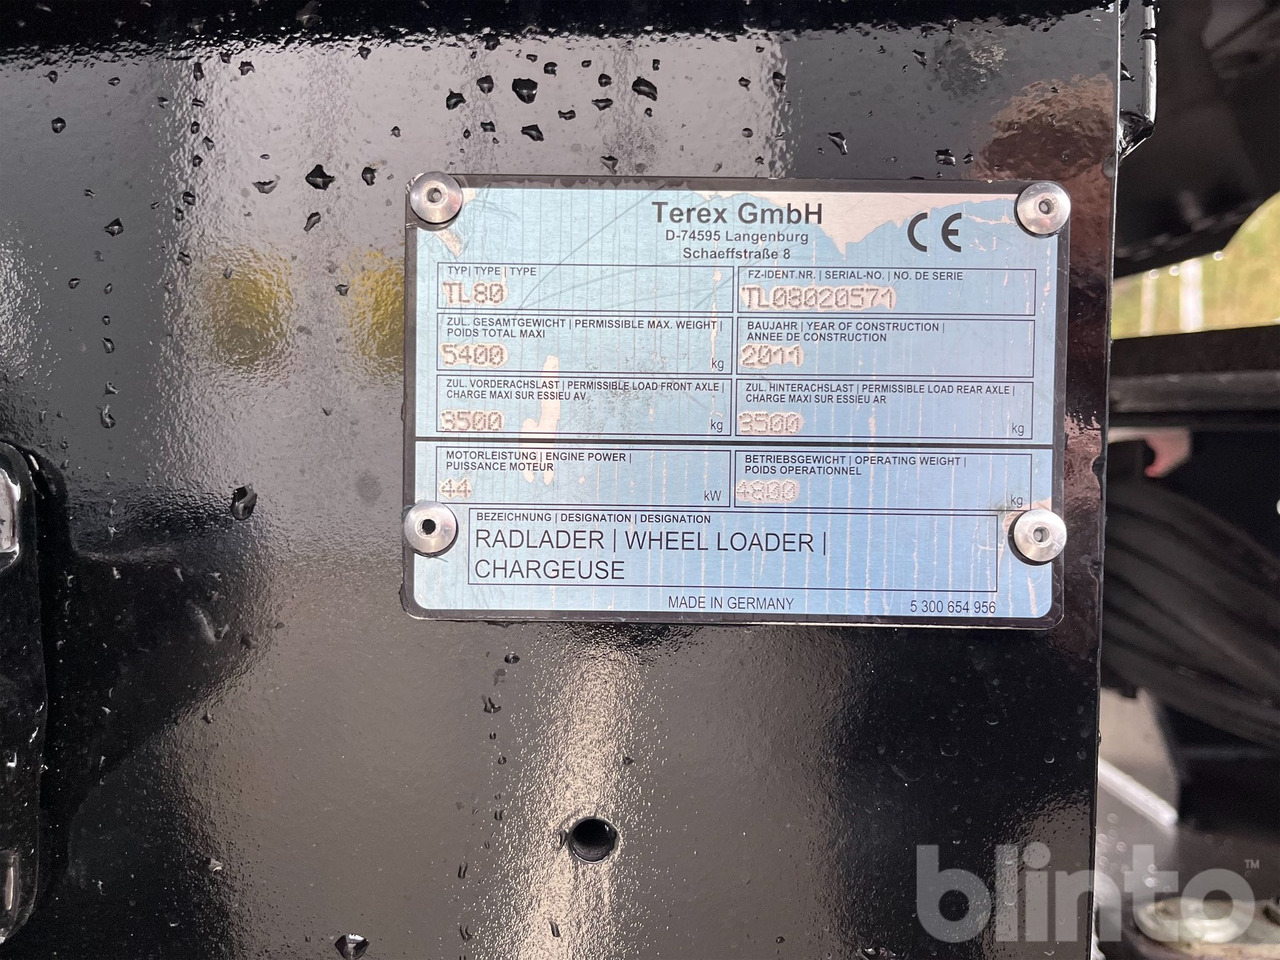 Terex GmbH
D-74595 Langenburg
Schaeffstraße 8
CE
TYP | TYPE | TYPE
TL80
FZ-IDENT.NR. | SERIAL-NO. | NO. DE SERIE
TL08020571
ZUL. GESAMTGEWICHT | PERMISSIBLE MAX. WEIGHT |
POIDS TOTAL MAXI
5400
kg
BAUJAHR | YEAR OF CONSTRUCTION |
ANNEE DE CONSTRUCTION
2011
ZUL. VORDERACHSLAST | PERMISSIBLE LOAD FRONT AXLE |
CHARGE MAXI SUR ESSIEU AV.
3500
kg
ZUL. HINTERACHSLAST | PERMISSIBLE LOAD REAR AXLE |
CHARGE MAXI SUR ESSIEU AR
3500
kg
MOTORLEISTUNG | ENGINE POWER |
PUISSANCE MOTEUR
44
kW
BETRIEBSGEWICHT | OPERATING WEIGHT |
POIDS OPERATIONNEL
4800
kg
BEZEICHNUNG | DESIGNATION | DESIGNATION
RADLADER | WHEEL LOADER |
CHARGEUSE
MADE IN GERMANY
5 300 654 956
blinto™